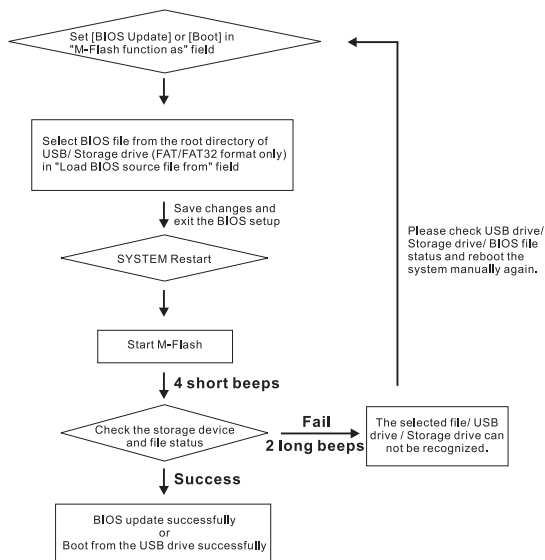 Set [BIOS Update] or [Boot] in
"M-Flash function as" field
Select BIOS file from the root directory of
USB/ Storage drive (FAT/FAT32 format only)
in "Load BIOS source file from" field
Save changes and
exit the BIOS setup
SYSTEM Restart
Start M-Flash
4 short beeps
Check the storage device
and file status
Fail
2 long beeps
The selected file/ USB
drive / Storage drive can
not be recognized.
Please check USB drive/
Storage drive/ BIOS file
status and reboot the
system manually again.
Success
BIOS update successfully
or
Boot from the USB drive successfully